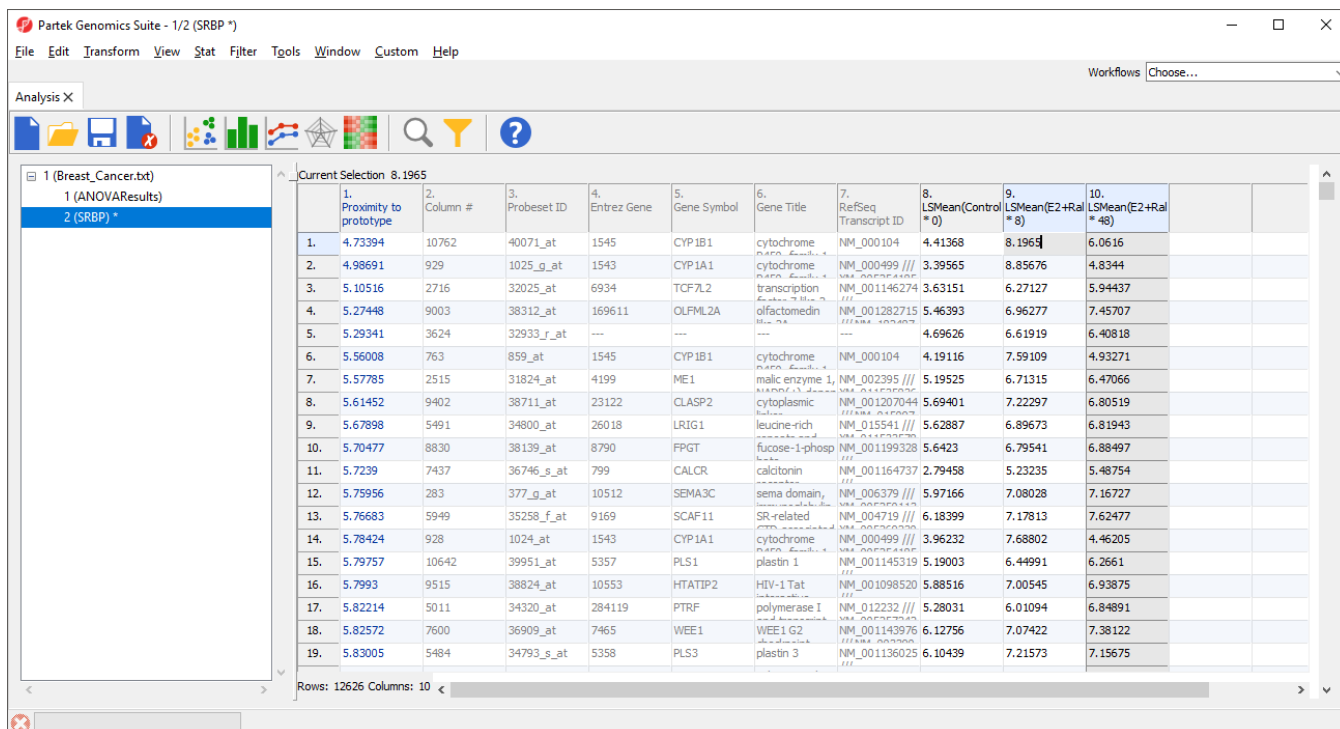 Partek Genomics Suite - 1/2 (SRBP *)
File Edit Transform View Stat Filter Tools Window Custom Help
Workflows Choose...
Analysis X
1 (Breast_Cancer.txt)
1 (ANOVAResults)
2 (SRBP) *
Current Selection 8.1965
1. Proximity to prototype 2. Column # 3. Probeset ID 4. Entrez Gene 5. Gene Symbol 6. Gene Title 7. RefSeq Transcript ID 8. LSMean(Control * 0) 9. LSMean(E2+Ral * 8) 10. LSMean(E2+Ral * 48)
1. 4.73394 10762 40071_at 1545 CYP1B1 cytochrome NM_000104 4.41368 8.1965 6.0616
2. 4.98691 929 1025_g_at 1543 CYP1A1 cytochrome NM_000499 /// 3.39565 8.85676 4.8344
3. 5.10516 2716 32025_at 6934 TCF7L2 transcription NM_001146274 3.63151 6.27127 5.94437
4. 5.27448 9003 38312_at 169611 OLFML2A olfactomedin NM_001282715 5.46393 6.96277 7.45707
5. 5.29341 3624 32933_r_at --- --- --- --- 4.69626 6.61919 6.40818
6. 5.56008 763 859_at 1545 CYP1B1 cytochrome NM_000104 4.19116 7.59109 4.93271
7. 5.57785 2515 31824_at 4199 ME1 malic enzyme 1, NM_002395 /// 5.19525 6.71315 6.47066
8. 5.61452 9402 38711_at 23122 CLASP2 cytoplasmic NM_001207044 5.69401 7.22297 6.80519
9. 5.67898 5491 34800_at 26018 LRIG1 leucine-rich NM_015541 /// 5.62887 6.89673 6.81943
10. 5.70477 8830 38139_at 8790 FPGT fucose-1-phosp NM_001199328 5.6423 6.79541 6.88497
11. 5.7239 7437 36746_s_at 799 CALCR calcitonin NM_001164737 2.79458 5.23235 5.48754
12. 5.75956 283 377_g_at 10512 SEMA3C sema domain, NM_006379 /// 5.97166 7.08028 7.16727
13. 5.76683 5949 35258_f_at 9169 SCAF11 SR-related NM_004719 /// 6.18399 7.17813 7.62477
14. 5.78424 928 1024_at 1543 CYP1A1 cytochrome NM_000499 /// 3.96232 7.68802 4.46205
15. 5.79757 10642 39951_at 5357 PLS1 plastin 1 NM_001145319 5.19003 6.44991 6.2661
16. 5.7993 9515 38824_at 10553 HTATIP2 HIV-1 Tat NM_001098520 5.88516 7.00545 6.93875
17. 5.82214 5011 34320_at 284119 PTRF polymerase I NM_012232 /// 5.28031 6.01094 6.84891
18. 5.82572 7600 36909_at 7465 WEE1 WEE1 G2 NM_001143976 6.12756 7.07422 7.38122
19. 5.83005 5484 34793_s_at 5358 PLS3 plastin 3 NM_001136025 6.10439 7.21573 7.15675
Rows: 12626 Columns: 10